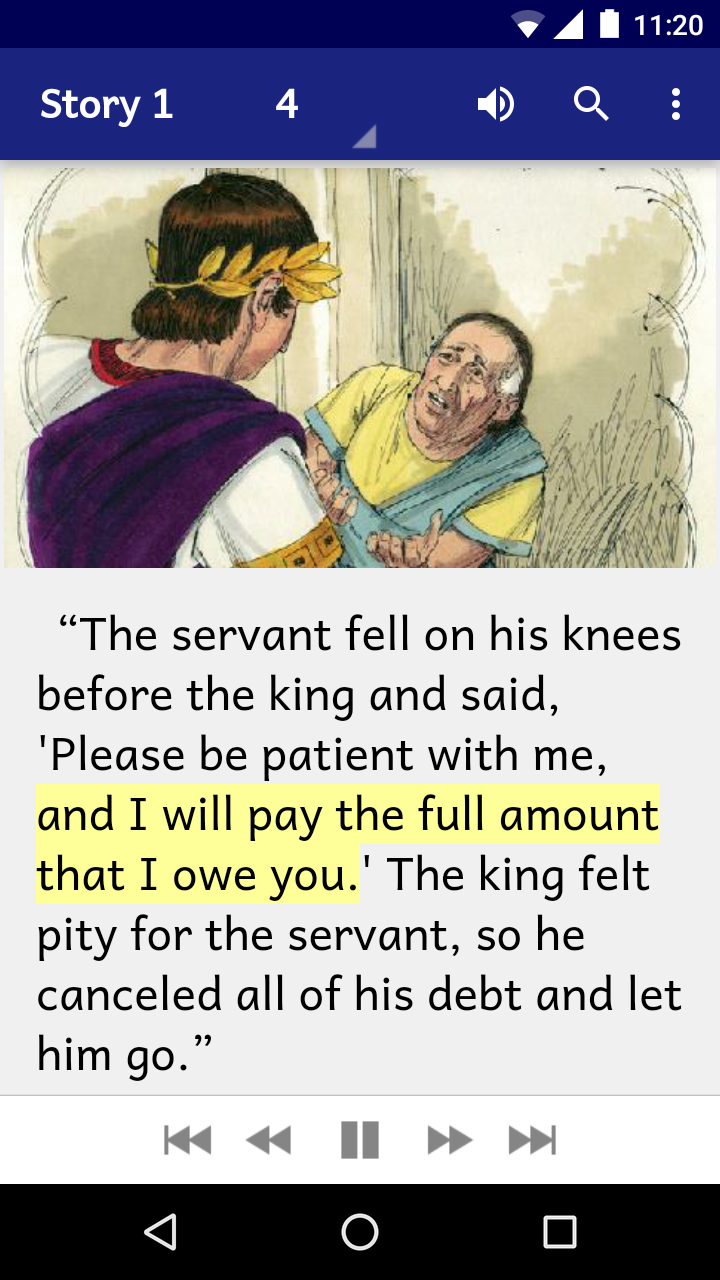 11:20
Story 1 4
“The servant fell on his knees
before the king and said,
'Please be patient with me,
and I will pay the full amount
that I owe you.' The king felt
pity for the servant, so he
canceled all of his debt and let
him go.”